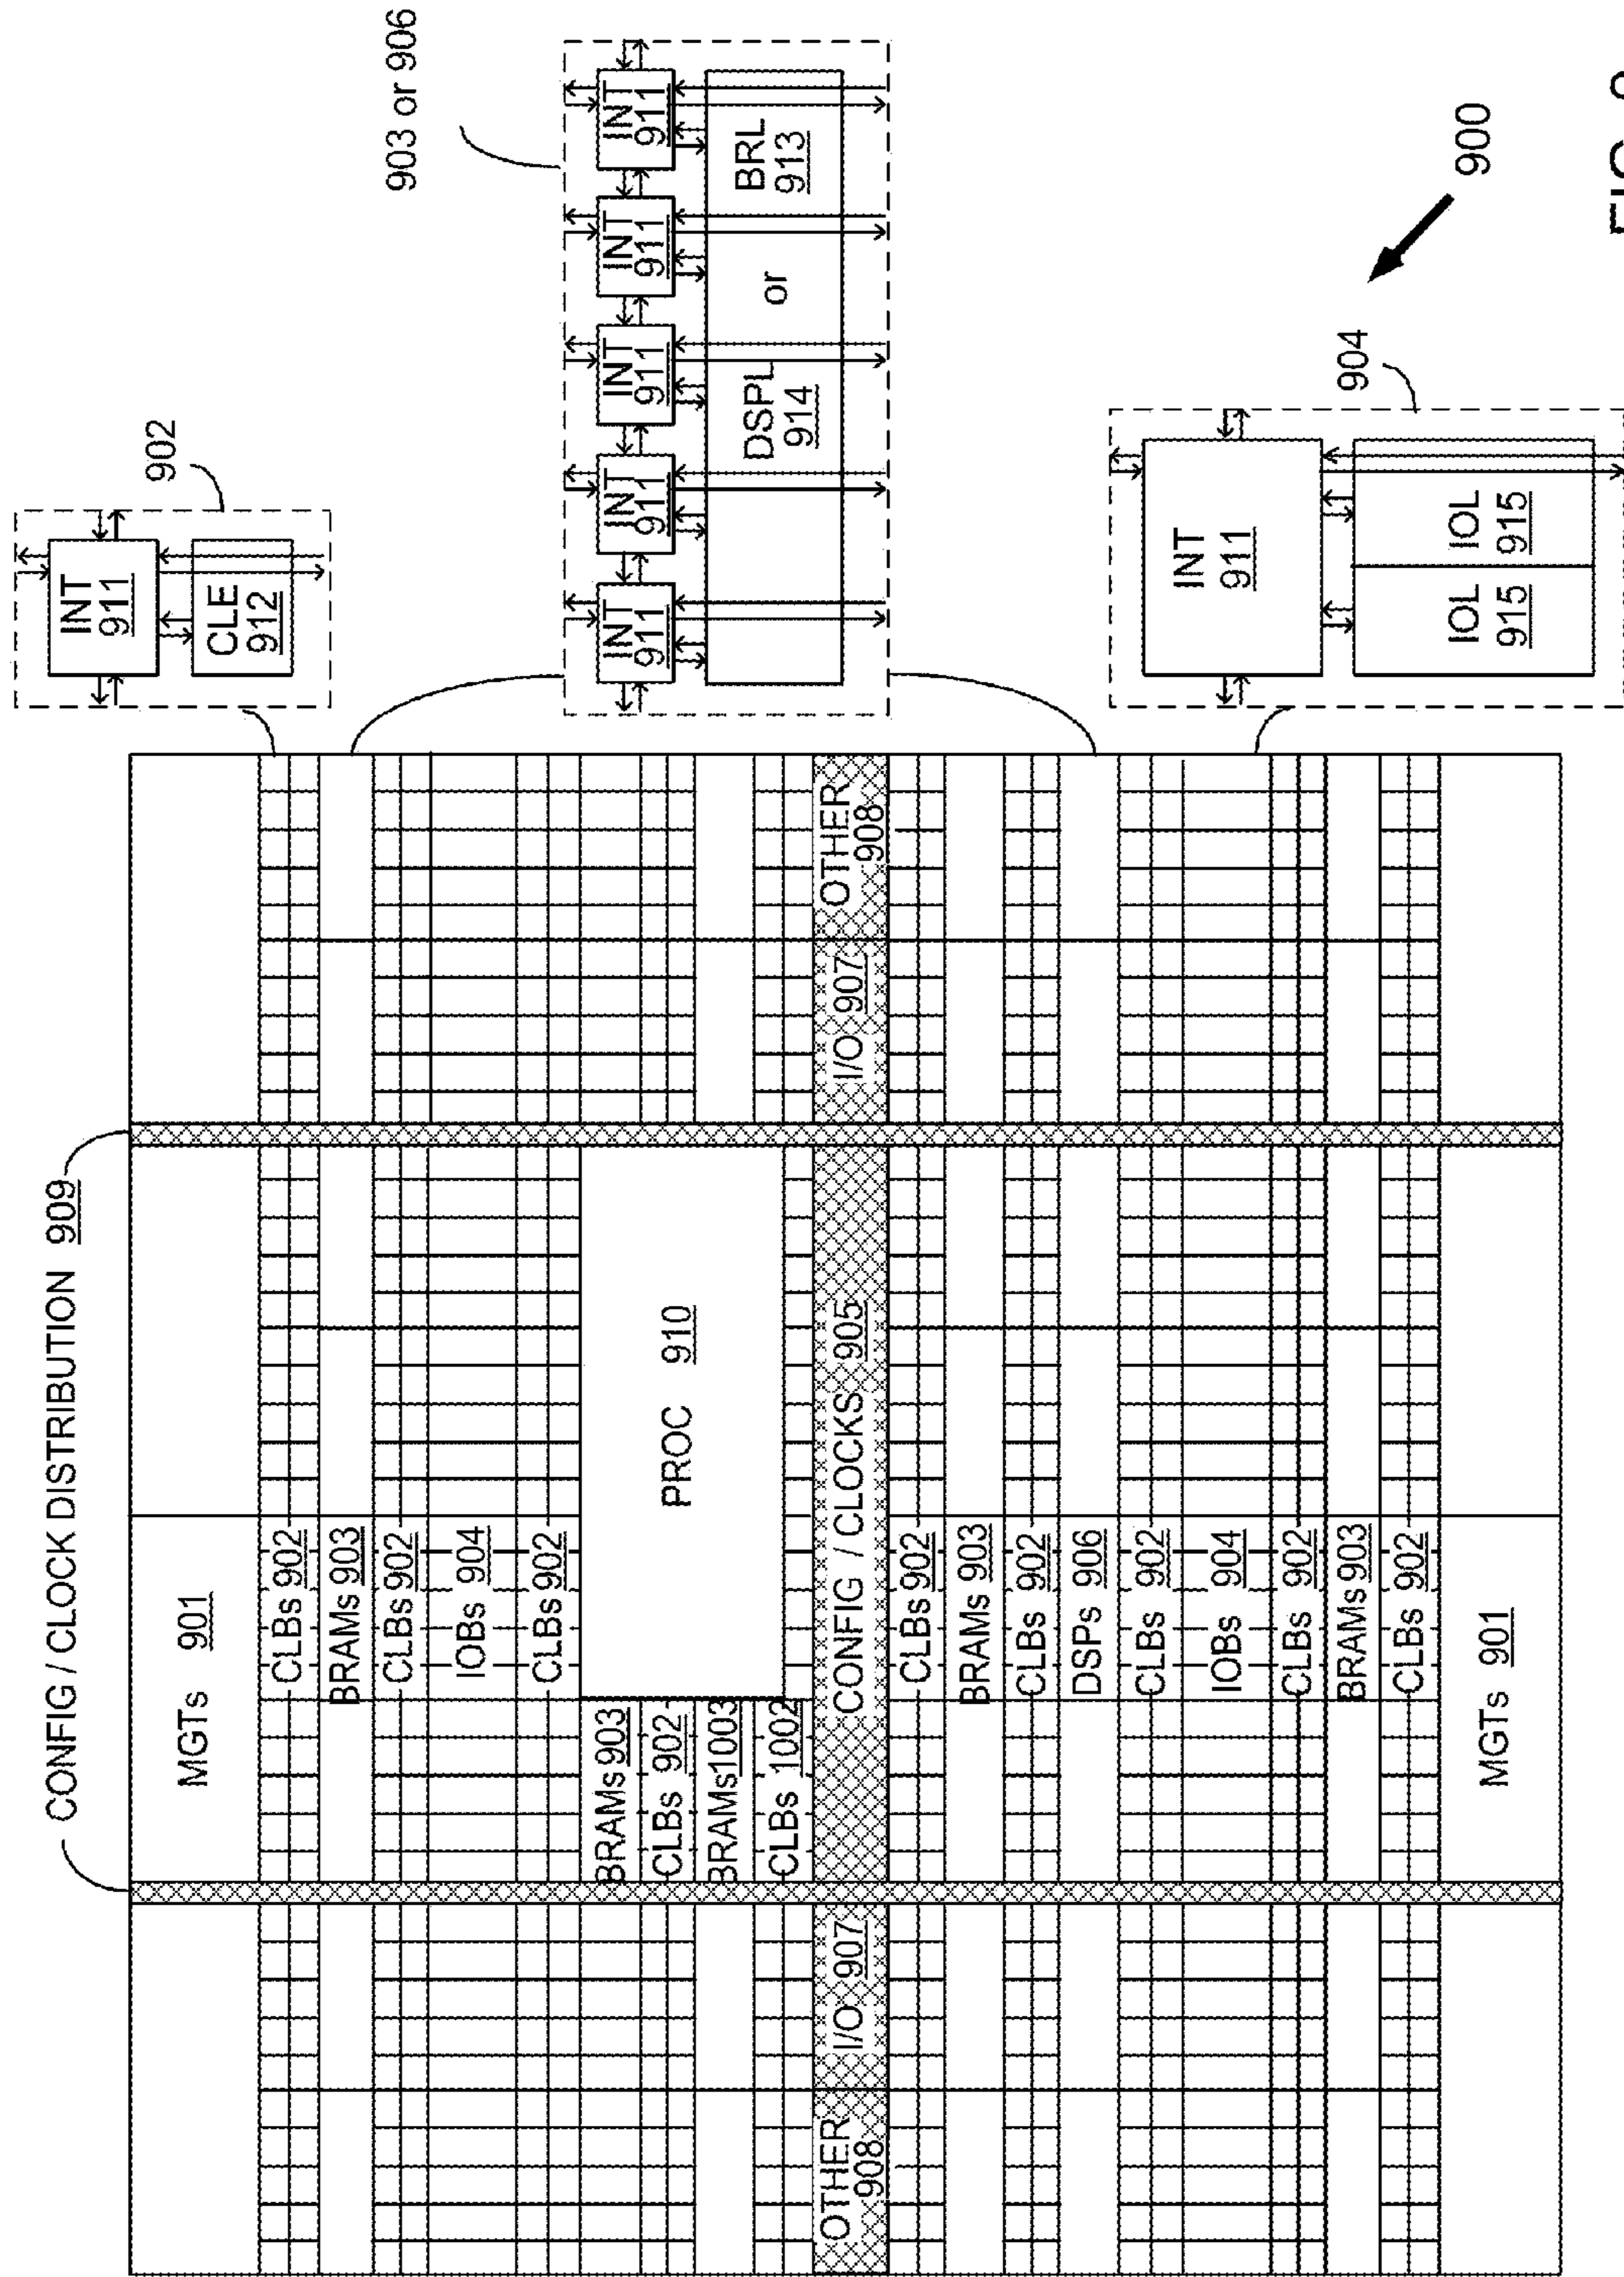 CONFIG / CLOCK DISTRIBUTION 909
MGTs 901
CLBs 902
BRAMs 903
CLBs 902
IOBs 904
CLBs 902
BRAMs 903
CLBs 902
BRAMs 1003
CLBs 1002
PROC 910
OTHER
908
I/O 907
CONFIG / CLOCKS 905
I/O 907
OTHER
908
CLBs 902
BRAMs 903
CLBs 902
DSPs 906
CLBs 902
IOBs 904
CLBs 902
BRAMs 903
CLBs 902
MGTs 901
INT
911
CLE
912
902
903 or 906
INT
911
INT
911
INT
911
INT
911
INT
911
DSPL
914
or
BRL
913
904
INT
911
IOL
915
IOL
915
900
FIG.